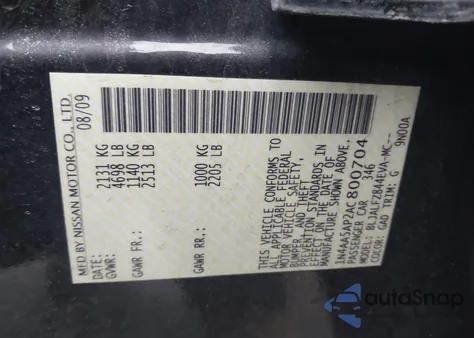 MFD BY NISSAN MOTOR CO., LTD.
DATE: 08/09
GVWR: 2131 KG
4698 LB
GAWR FR.: 1140 KG
2513 LB
GAWR RR.: 1000 KG
2205 LB
THIS VEHICLE CONFORMS TO
ALL APPLICABLE FEDERAL
MOTOR VEHICLE SAFETY,
BUMPER, AND THEFT
PREVENTION STANDARDS IN
EFFECT ON THE DATE OF
MANUFACTURE SHOWN ABOVE.
1N4AA5AP2AC800704
PASSENGER CAR 346
MODEL: BLJALFZ844EVA-MC--
COLOR: GAD TRIM: G 9N00A
autoSnap